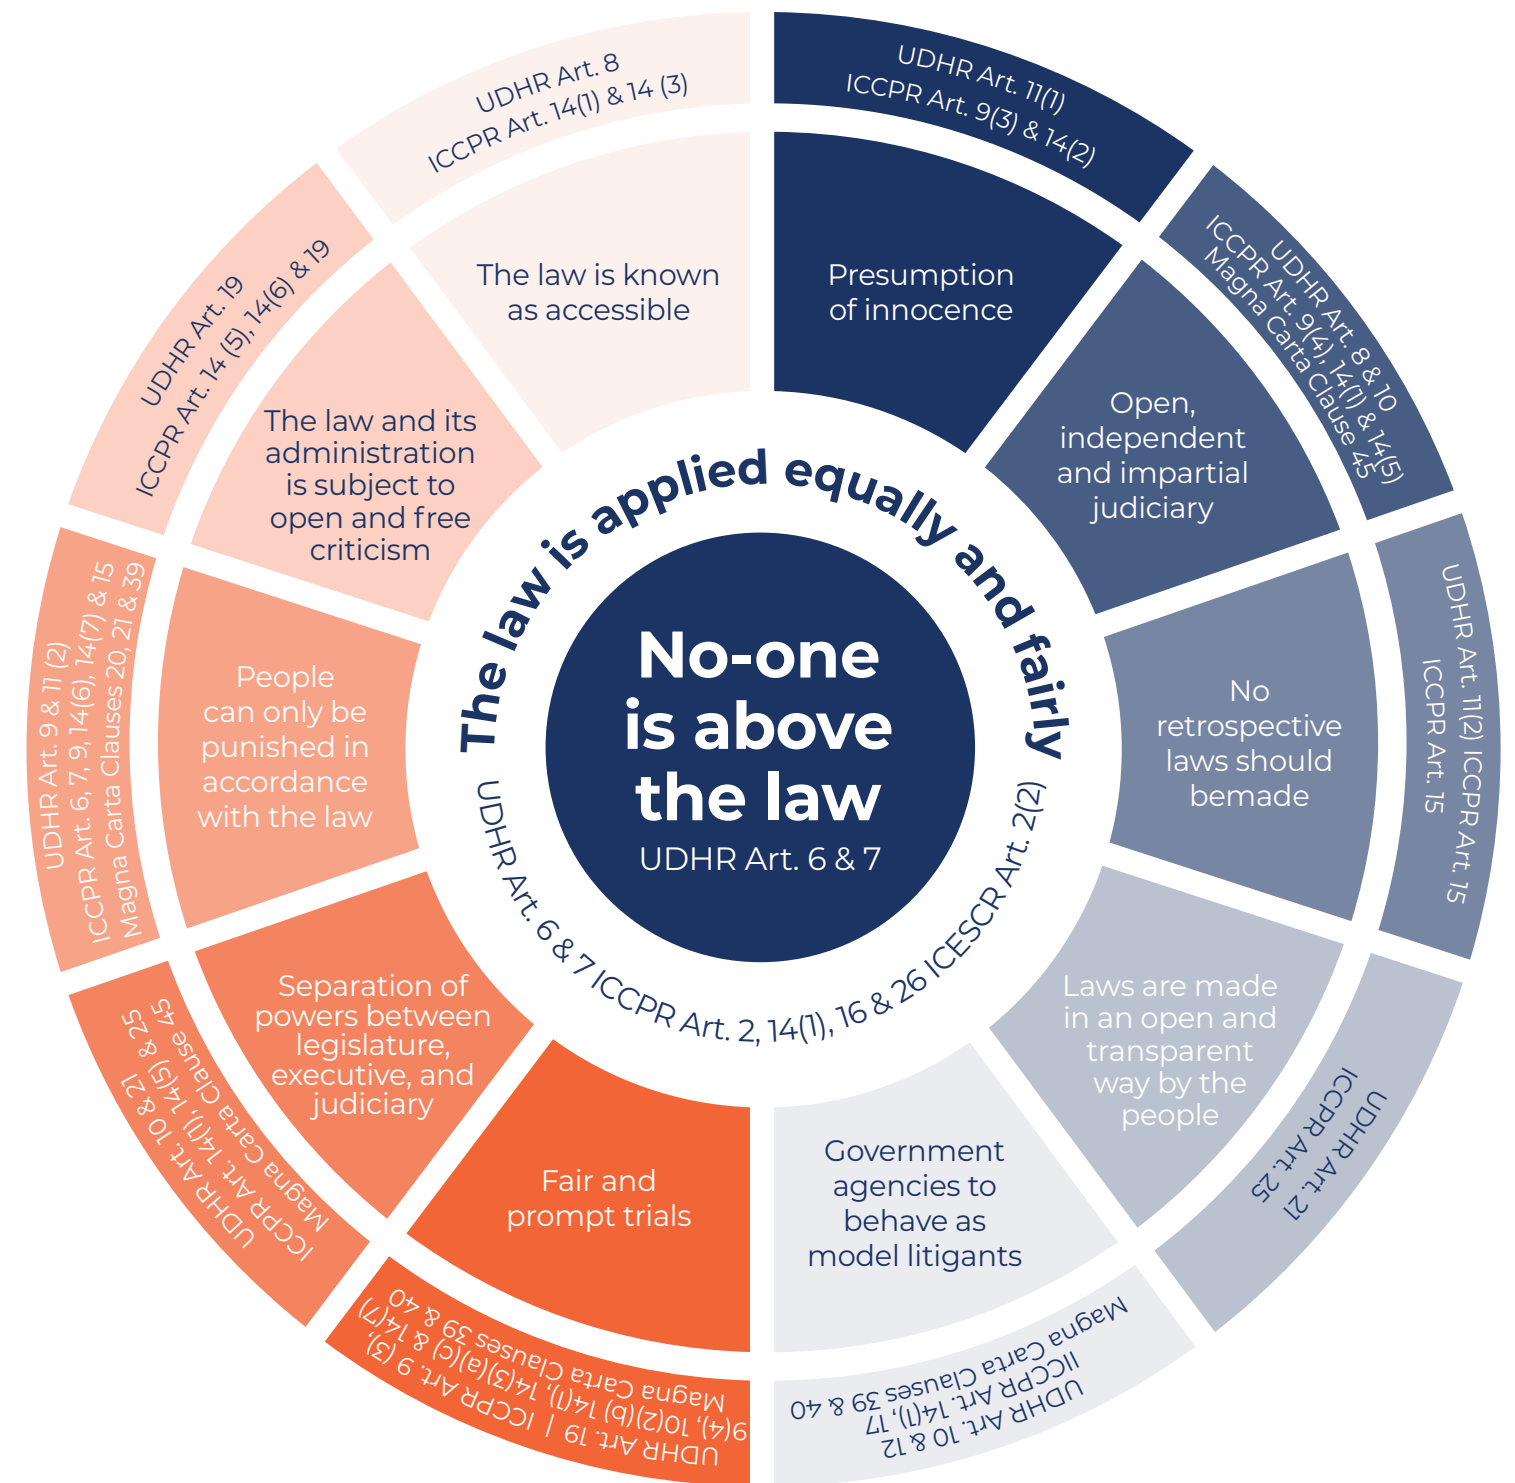 No-one
is above
the law
UDHR Art. 6 & 7
The law is applied equally and fairly
UDHR Art. 6 & 7 ICCPR Art. 2, 14(1), 16 & 26 ICESCR Art. 2(2)
UDHR Art. 11(1)
ICCPR Art. 9(3) & 14(2)
Presumption
of innocence
UDHR Art. 8 & 10
ICCPR Art. 9(4), 14(1) & 14(5)
Magna Carta Clause 45
Open,
independent
and impartial
judiciary
UDHR Art. 11(2) ICCPR Art. 15
ICCPR Art. 15
No
retrospective
laws should
bemade
UDHR Art. 21
ICCPR Art. 25
Laws are made
in an open and
transparent
way by the
people
Government
agencies to
behave as
model litigants
Magna Carta Clauses 39 & 40
IICCPR Art. 14(1), 17
UDHR Art. 10 & 12
Fair and
prompt trials
UDHR Art. 19 | ICCPR Art. 9 (3),
9(4), 10(2)(b) 14(1), 14(3)(a)(c) & 14(7)
Magna Carta Clauses 39 & 40
Separation of
powers between
legislature,
executive, and
judiciary
UDHR Art. 10 & 21
ICCPR Art. 14(1), 14(5) & 25
Magna Carta Clause 45
UDHR Art. 9 & 11 (2)
ICCPR Art. 6, 7, 9, 14(6), 14(7) & 15
Magna Carta Clauses 20, 21 & 39
People
can only be
punished in
accordance
with the law
UDHR Art. 19
ICCPR Art. 14 (5), 14(6) & 19
The law and its
administration
is subject to
open and free
criticism
UDHR Art. 8
ICCPR Art. 14(1) & 14 (3)
The law is known
as accessible